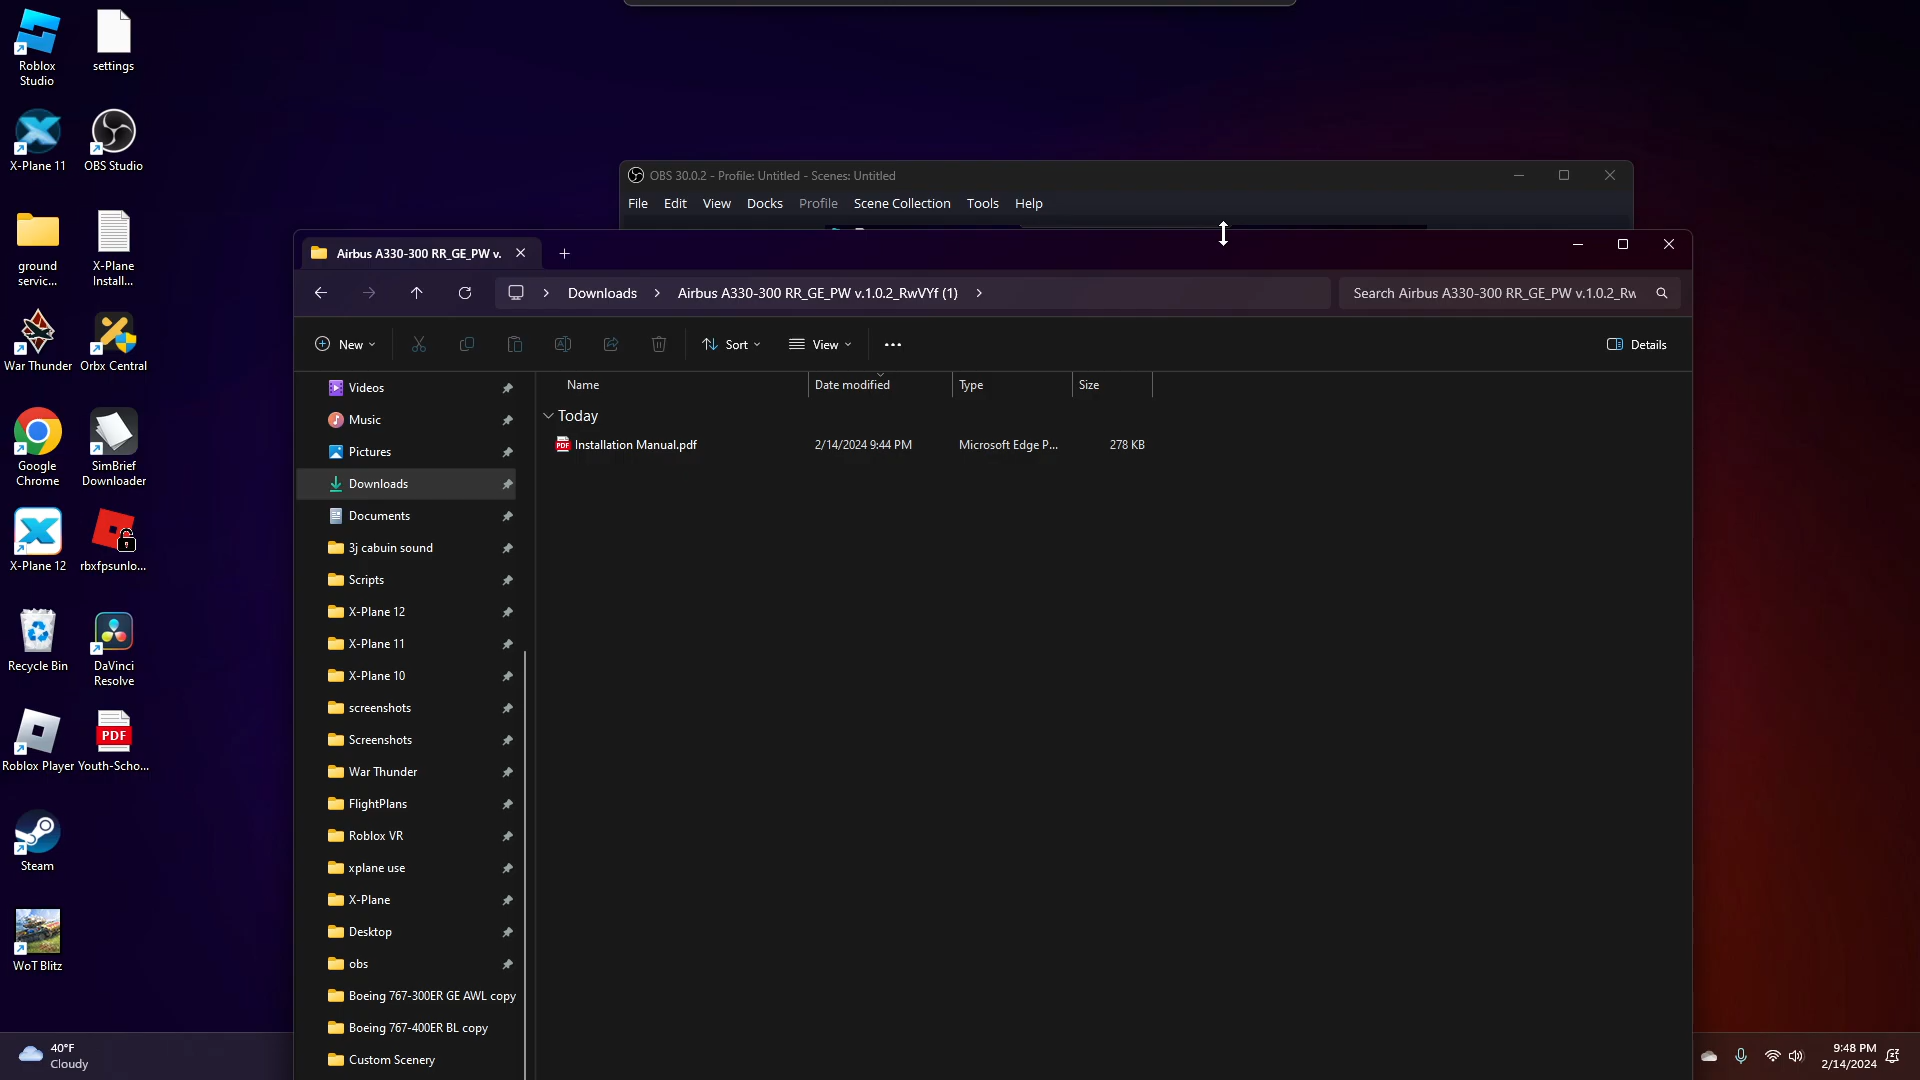 Roblox
Studio
settings
X-Plane 11
OBS Studio
ground
servic...
X-Plane
Install...
War Thunder
Orbx Central
Google
Chrome
SimBrief
Downloader
X-Plane 12
rbxfpsunlo...
Recycle Bin
DaVinci
Resolve
Roblox Player
PDF
Youth-Scho...
Steam
WoT Blitz
OBS 30.0.2 - Profile: Untitled - Scenes: Untitled
File Edit View Docks Profile Scene Collection Tools Help
Airbus A330-300 RR_GE_PW v.
Downloads > Airbus A330-300 RR_GE_PW v.1.0.2_RwVYf (1) >
Search Airbus A330-300 RR_GE_PW v.1.0.2_Rw
New
Sort
View
Details
Videos
Music
Pictures
Downloads
Documents
3j cabuin sound
Scripts
X-Plane 12
X-Plane 11
X-Plane 10
screenshots
Screenshots
War Thunder
FlightPlans
Roblox VR
xplane use
X-Plane
Desktop
obs
Boeing 767-300ER GE AWL copy
Boeing 767-400ER BL copy
Custom Scenery
Name Date modified Type Size
Today
PDF Installation Manual.pdf 2/14/2024 9:44 PM Microsoft Edge P... 278 KB
40°F
Cloudy
9:48 PM
2/14/2024